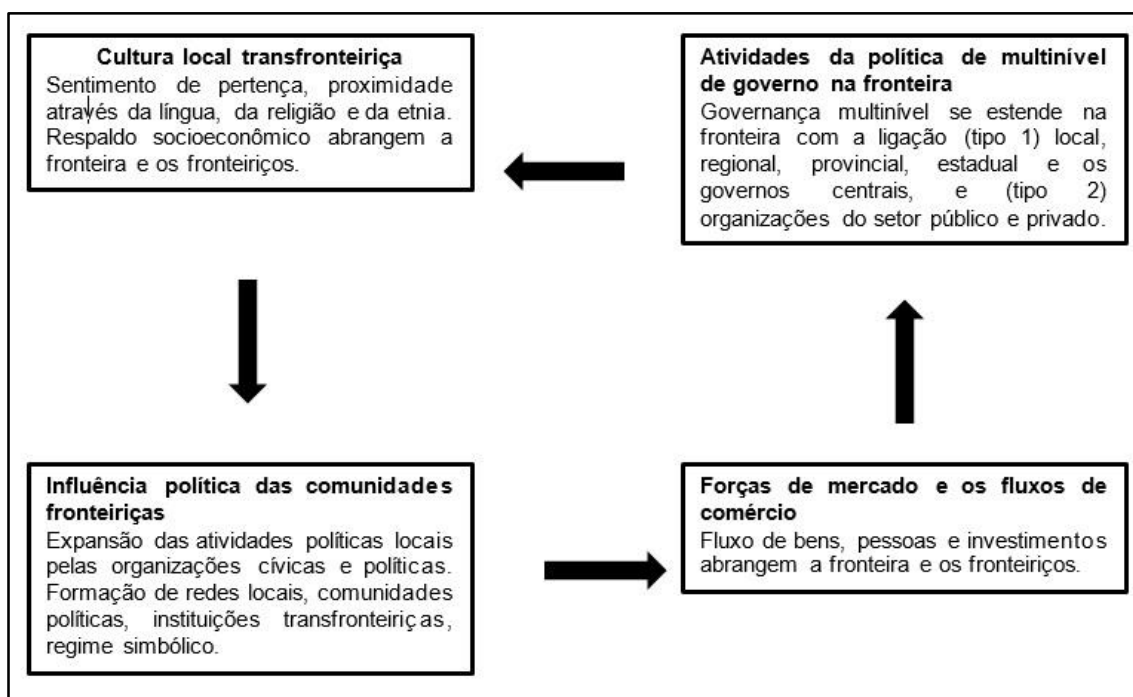 Cultura local transfronteiriça
Sentimento de pertença, proximidade
através da língua, da religião e da etnia.
Respaldo socioeconômico abrangem a
fronteira e os fronteiriços.
Atividades da política de multinível
de governo na fronteira
Governança multinível se estende na
fronteira com a ligação (tipo 1) local,
regional, provincial, estadual e os
governos centrais, e (tipo 2)
organizações do setor público e privado.
Influência política das comunidades
fronteiriças
Expansão das atividades políticas locais
pelas organizações cívicas e políticas.
Formação de redes locais, comunidades
políticas, instituições transfronteiriças,
regime simbólico.
Forças de mercado e os fluxos de
comércio
Fluxo de bens, pessoas e investimentos
abrangem a fronteira e os fronteiriços.